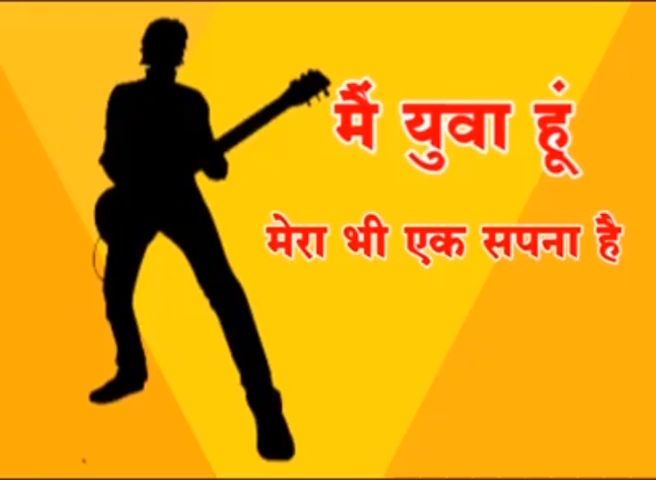 मैं युवा हूं
मेरा भी एक सपना है